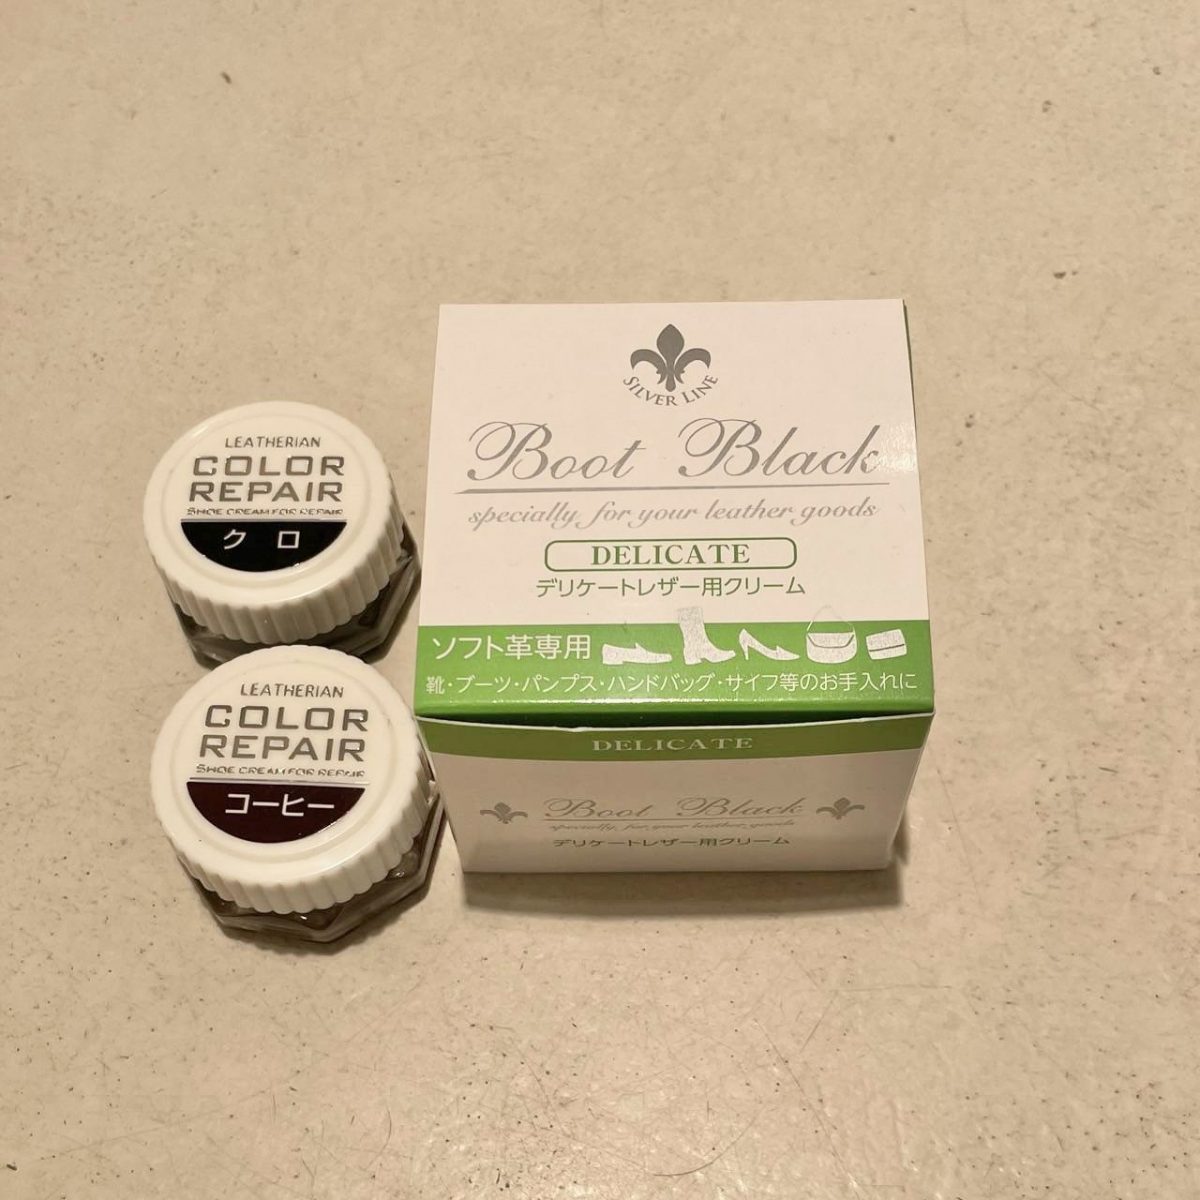 LEATHERIAN
COLOR
REPAIR
SHOE CREAM FOR REPAIR
クロ
LEATHERIAN
COLOR
REPAIR
SHOE CREAM FOR REPAIR
コーヒー
SILVER LINE
Boot Black
specially for your leather goods
DELICATE
デリケートレザー用クリーム
ソフト革専用
靴・ブーツ・パンプス・ハンドバッグ・サイフ等のお手入れに
DELICATE
Boot Black
specially for your leather goods
デリケートレザー用クリーム